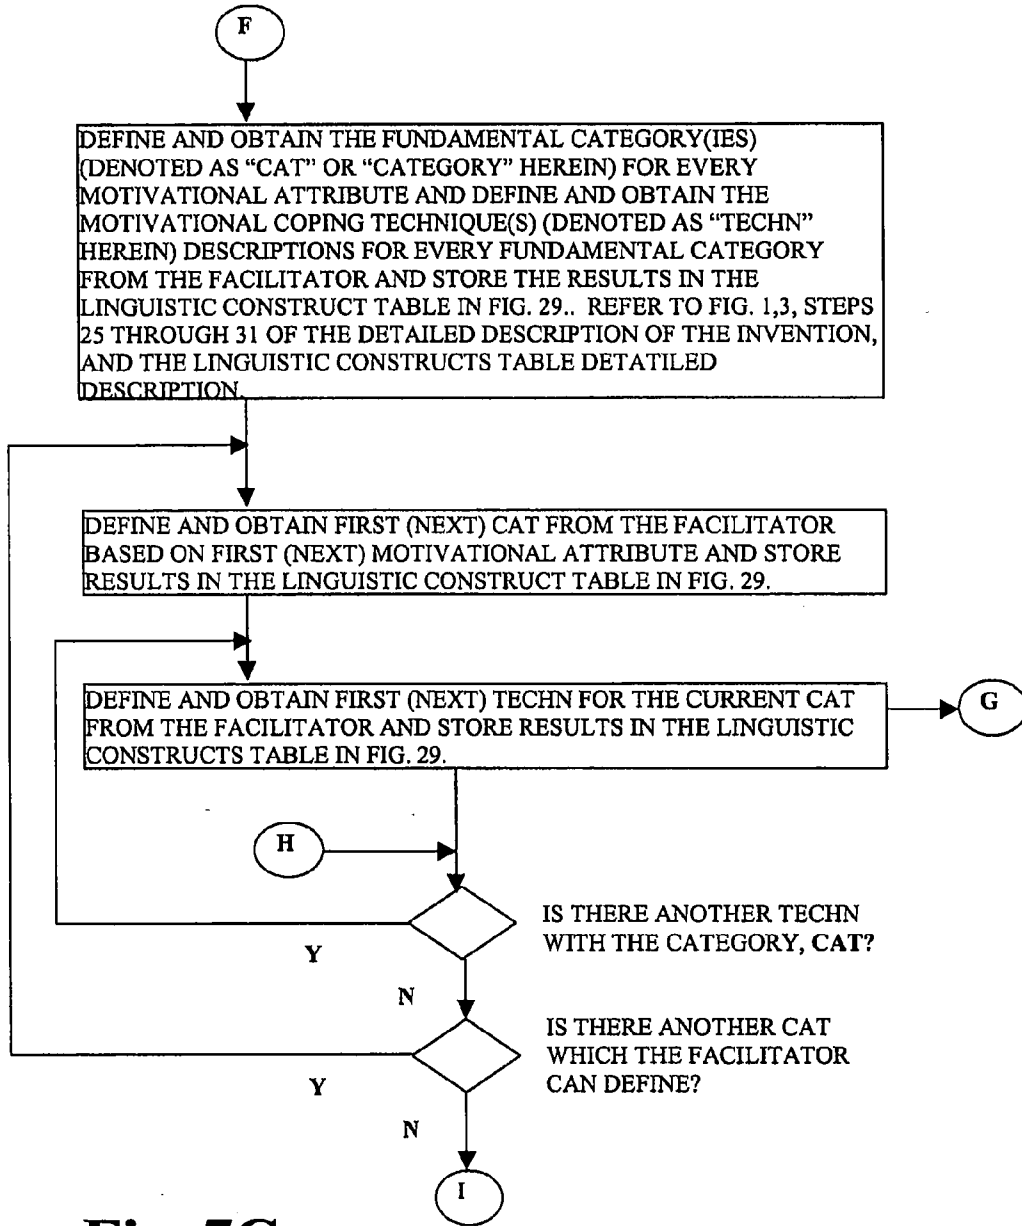 F
DEFINE AND OBTAIN THE FUNDAMENTAL CATEGORY(IES)
(DENOTED AS “CAT” OR “CATEGORY” HEREIN) FOR EVERY
MOTIVATIONAL ATTRIBUTE AND DEFINE AND OBTAIN THE
MOTIVATIONAL COPING TECHNIQUE(S) (DENOTED AS “TECHN”
HEREIN) DESCRIPTIONS FOR EVERY FUNDAMENTAL CATEGORY
FROM THE FACILITATOR AND STORE THE RESULTS IN THE
LINGUISTIC CONSTRUCT TABLE IN FIG. 29.. REFER TO FIG. 1,3, STEPS
25 THROUGH 31 OF THE DETAILED DESCRIPTION OF THE INVENTION,
AND THE LINGUISTIC CONSTRUCTS TABLE DETATILED
DESCRIPTION.
DEFINE AND OBTAIN FIRST (NEXT) CAT FROM THE FACILITATOR
BASED ON FIRST (NEXT) MOTIVATIONAL ATTRIBUTE AND STORE
RESULTS IN THE LINGUISTIC CONSTRUCT TABLE IN FIG. 29.
DEFINE AND OBTAIN FIRST (NEXT) TECHN FOR THE CURRENT CAT
FROM THE FACILITATOR AND STORE RESULTS IN THE LINGUISTIC
CONSTRUCTS TABLE IN FIG. 29.
G
H
IS THERE ANOTHER TECHN
WITH THE CATEGORY, CAT?
Y
N
IS THERE ANOTHER CAT
WHICH THE FACILITATOR
CAN DEFINE?
Y
N
I